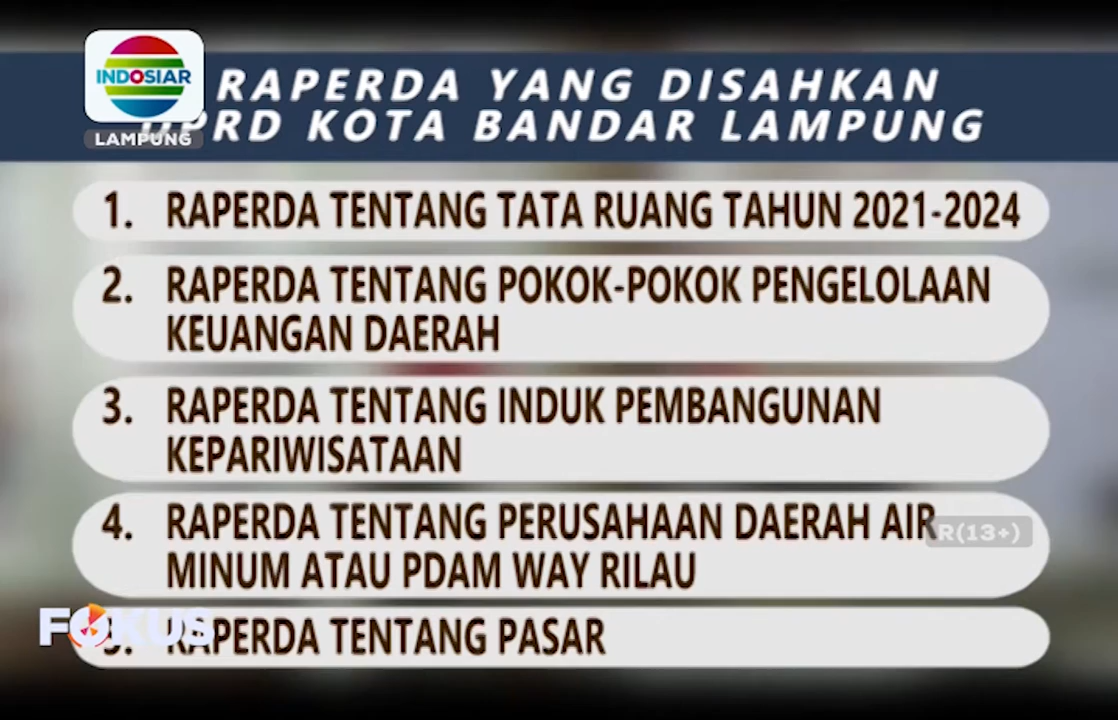 INDOSIAR
LAMPUNG
RAPERDA YANG DISAHKAN
DPRD KOTA BANDAR LAMPUNG
1. RAPERDA TENTANG TATA RUANG TAHUN 2021-2024
2. RAPERDA TENTANG POKOK-POKOK PENGELOLAAN
KEUANGAN DAERAH
3. RAPERDA TENTANG INDUK PEMBANGUNAN
KEPARIWISATAAN
4. RAPERDA TENTANG PERUSAHAAN DAERAH AIR
MINUM ATAU PDAM WAY RILAU
R(13+)
FOKUS
5. RAPERDA TENTANG PASAR